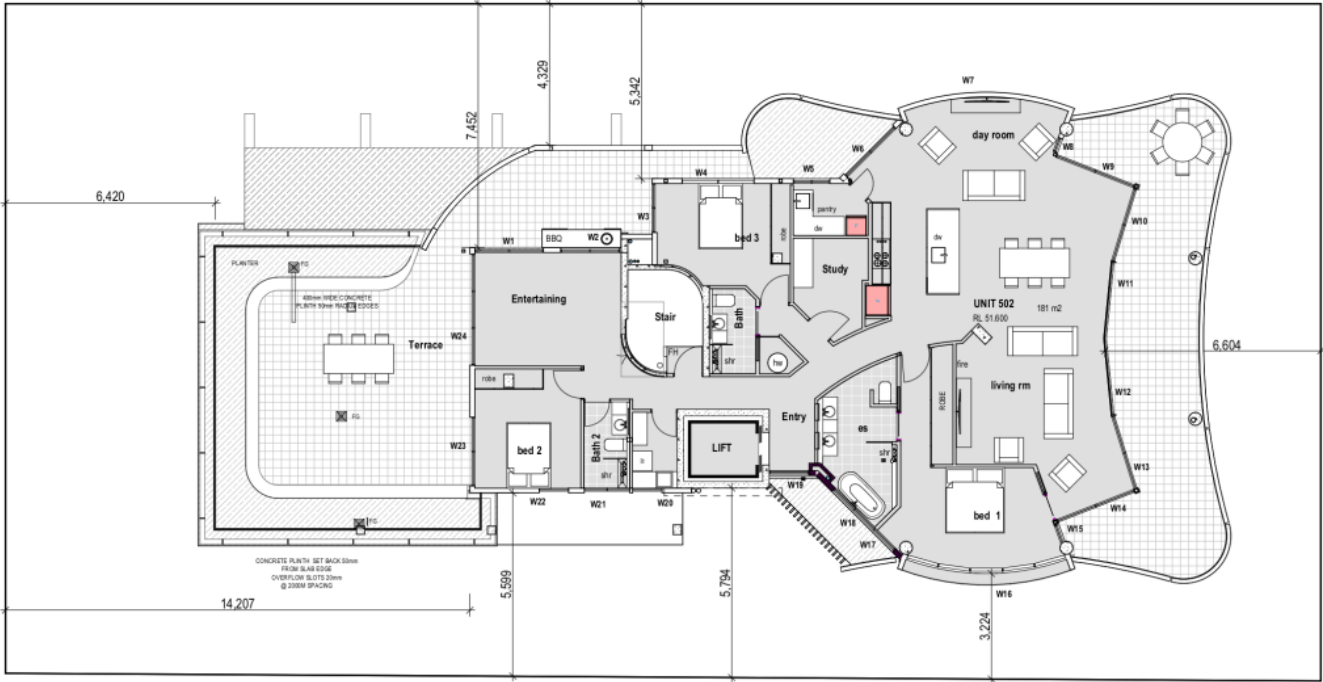 4,329
5,342
7,452
W7
day room
W8
W6
W9
W5
W4
6,420
W3
pantry
dw
robe
bed 3
W10
dw
W1
BBQ
W2
PLANTER
FG
Study
W11
400mm WIDE CONCRETE
PLINTH 50mm RADIUS EDGES
Entertaining
UNIT 502
181 m2
RL 51.600
Stair
Bath
W24
Terrace
6,604
FH
shr
hw
fire
robe
living rm
W12
ROBE
FG
Entry
es
W23
bed 2
Bath 2
LIFT
shr
shr
W13
W19
W22
W21
W20
W14
bed 1
W18
W15
FG
W17
CONCRETE PLINTH SET BACK 50mm
FROM SLAB EDGE
OVERFLOW SLOTS 20mm
@ 2000M SPACING
W16
5,599
5,794
14,207
3,224